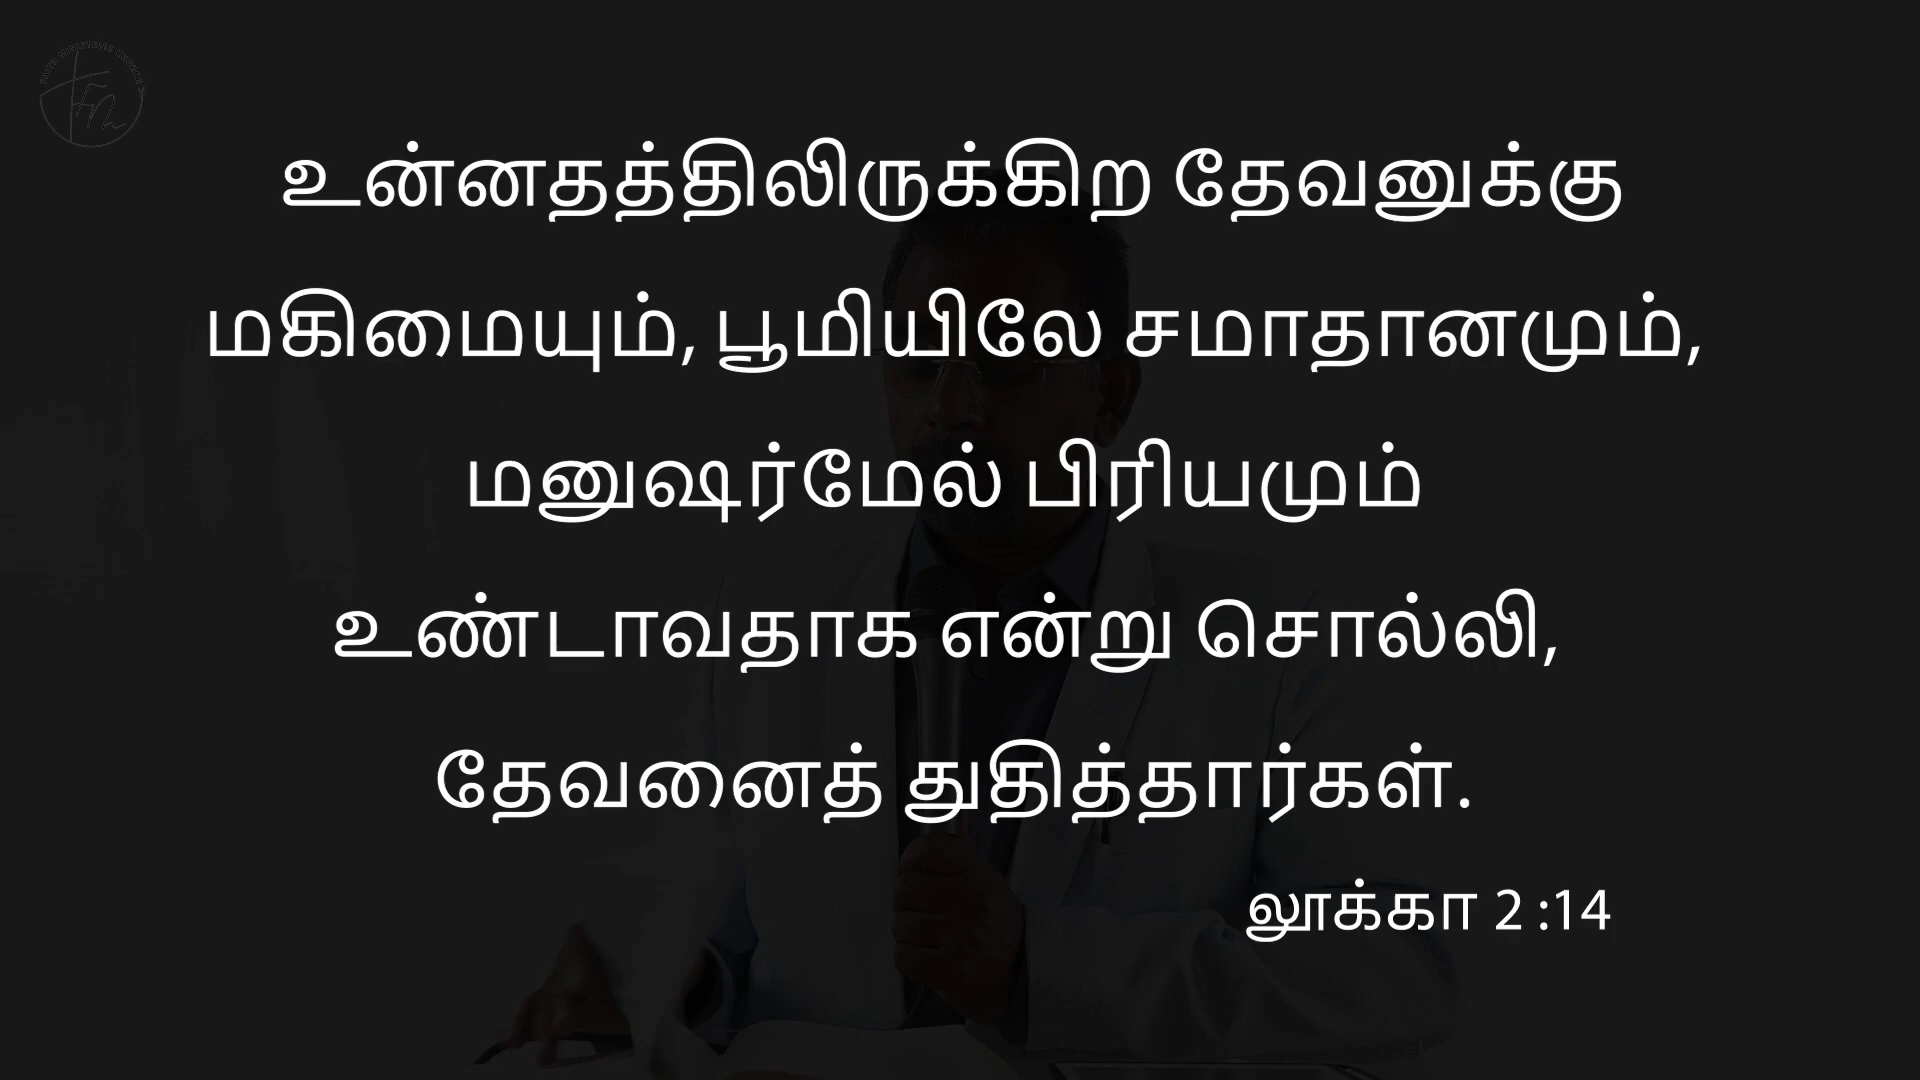 உன்னதத்திலிருக்கிற தேவனுக்கு
மகிமையும், பூமியிலே சமாதானமும்,
மனுஷர்மேல் பிரியமும்
உண்டாவதாக என்று சொல்லி,
தேவனைத் துதித்தார்கள்.
லூக்கா 2 :14